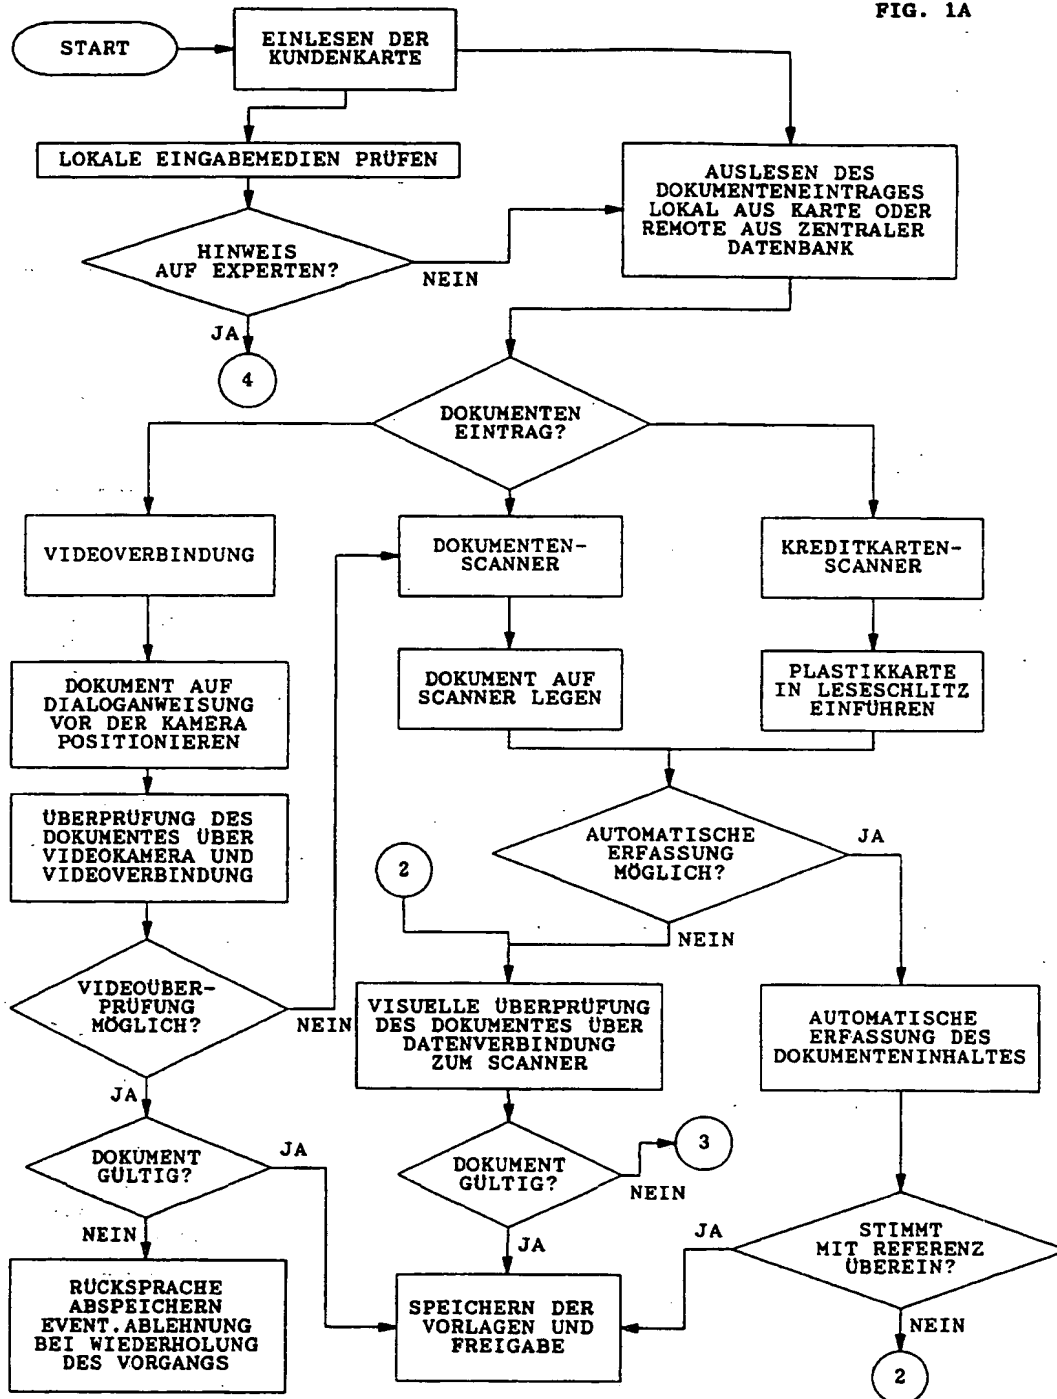 FIG. 1A
START
EINLESEN DER
KUNDENKARTE
LOKALE EINGABEMEDIEN PRÜFEN
AUSLESEN DES
DOKUMENTENEINTRAGES
LOKAL AUS KARTE ODER
REMOTE AUS ZENTRALER
DATENBANK
HINWEIS
AUF EXPERTEN?
NEIN
JA
4
DOKUMENTEN
EINTRAG?
VIDEOVERBINDUNG
DOKUMENTEN-
SCANNER
KREDITKARTEN-
SCANNER
DOKUMENT AUF
DIALOGANWEISUNG
VOR DER KAMERA
POSITIONIEREN
DOKUMENT AUF
SCANNER LEGEN
PLASTIKKARTE
IN LESESCHLITZ
EINFÜHREN
ÜBERPRÜFUNG DES
DOKUMENTES ÜBER
VIDEOKAMERA UND
VIDEOVERBINDUNG
AUTOMATISCHE
ERFASSUNG
MÖGLICH?
JA
2
NEIN
VIDEOÜBER-
PRÜFUNG
MÖGLICH?
NEIN
VISUELLE ÜBERPRÜFUNG
DES DOKUMENTES ÜBER
DATENVERBINDUNG
ZUM SCANNER
AUTOMATISCHE
ERFASSUNG DES
DOKUMENTENINHALTES
JA
DOKUMENT
GÜLTIG?
JA
DOKUMENT
GÜLTIG?
3
NEIN
NEIN
JA
JA
STIMMT
MIT REFERENZ
ÜBEREIN?
RÜCKSPRACHE
ABSPEICHERN
EVENT.ABLEHNUNG
BEI WIEDERHOLUNG
DES VORGANGS
SPEICHERN DER
VORLAGEN UND
FREIGABE
NEIN
2